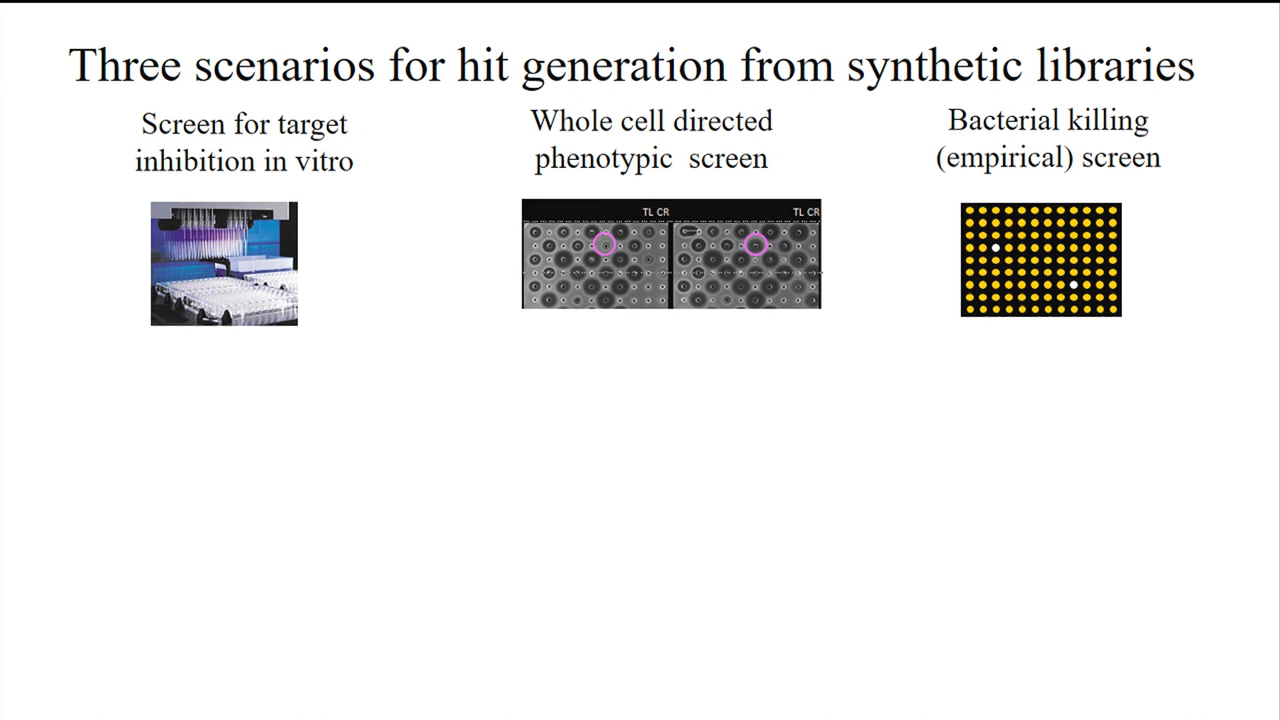 Three scenarios for hit generation from synthetic libraries
Screen for target
inhibition in vitro
Whole cell directed
phenotypic screen
Bacterial killing
(empirical) screen
TL CR
TL CR